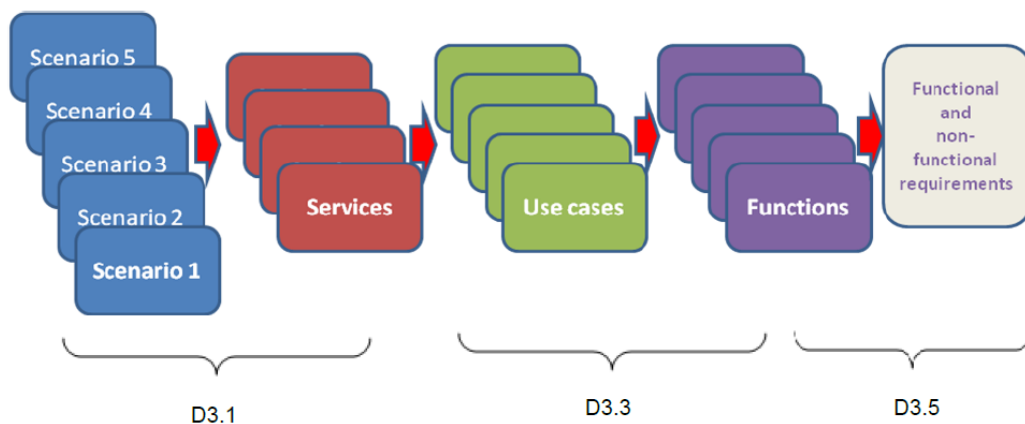 Scenario 5
Scenario 4
Scenario 3
Scenario 2
Scenario 1
Services
Use cases
Functions
Functional
and
non-
functional
requirements
D3.1
D3.3
D3.5